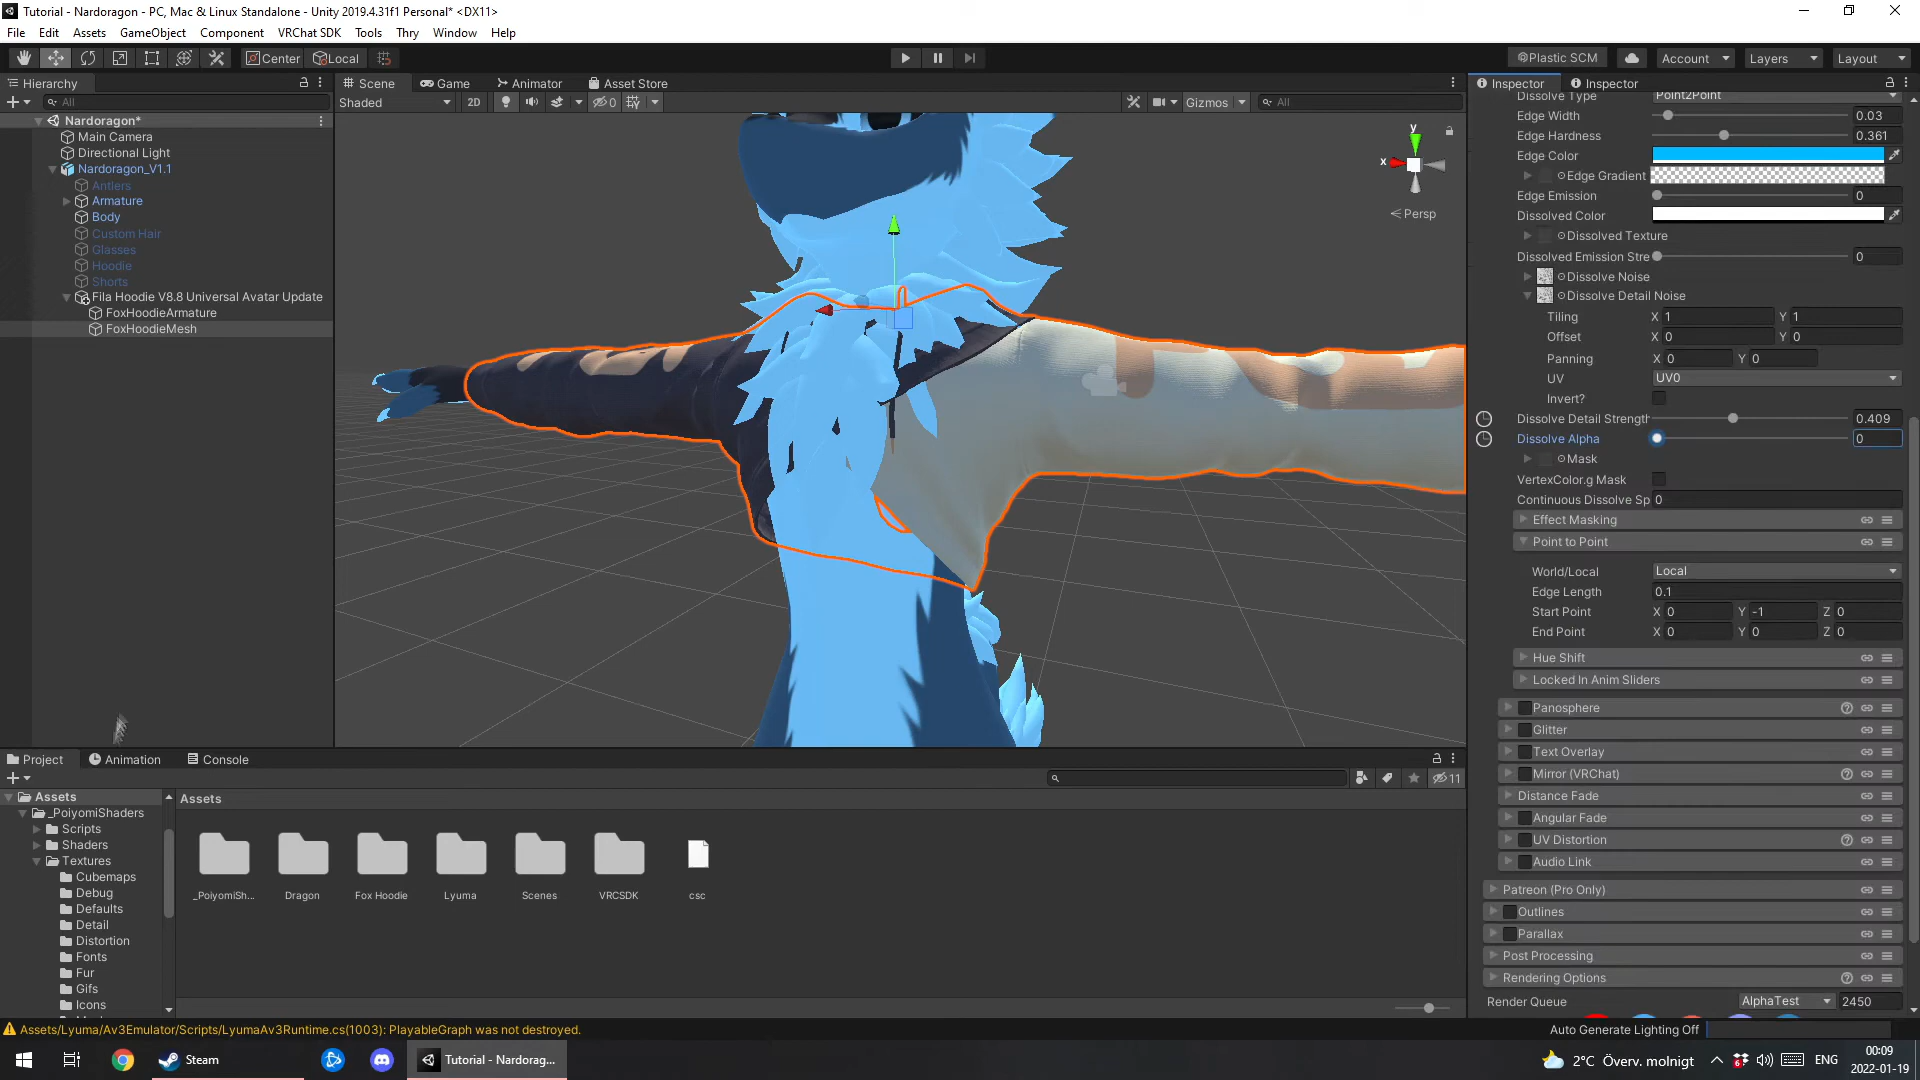 Tutorial - Nardoragon - PC, Mac & Linux Standalone - Unity 2019.4.31f1 Personal* <DX11>
File Edit Assets GameObject Component VRChat SDK Tools Thry Window Help
Center Local Plastic SCM Account Layers Layout
Hierarchy
All
Nardoragon*
Main Camera
Directional Light
Nardoragon_V1.1
Antlers
Armature
Body
Custom Hair
Glasses
Hoodie
Shorts
Fila Hoodie V8.8 Universal Avatar Update
FoxHoodieArmature
FoxHoodieMesh
Scene Game Animator Asset Store
Shaded 2D 0 Gizmos All
y
x
Persp
Inspector Inspector
Dissolve Type Point2Point
Edge Width 0.03
Edge Hardness 0.361
Edge Color
Edge Gradient
Edge Emission 0
Dissolved Color
Dissolved Texture
Dissolved Emission Stre 0
Dissolve Noise
Dissolve Detail Noise
Tiling X 1 Y 1
Offset X 0 Y 0
Panning X 0 Y 0
UV UV0
Invert?
Dissolve Detail Strength 0.409
Dissolve Alpha 0
Mask
VertexColor.g Mask
Continuous Dissolve Sp 0
Effect Masking
Point to Point
World/Local Local
Edge Length 0.1
Start Point X 0 Y -1 Z 0
End Point X 0 Y 0 Z 0
Hue Shift
Locked In Anim Sliders
Panosphere
Glitter
Text Overlay
Mirror (VRChat)
Distance Fade
Angular Fade
UV Distortion
Audio Link
Patreon (Pro Only)
Outlines
Parallax
Post Processing
Rendering Options
Render Queue AlphaTest 2450
Project Animation Console
11
Assets
_PoiyomiShaders
Scripts
Shaders
Textures
Cubemaps
Debug
Defaults
Detail
Distortion
Fonts
Fur
Gifs
Icons
Assets
_PoiyomiSh... Dragon Fox Hoodie Lyuma Scenes VRCSDK csc
Assets/Lyuma/Av3Emulator/Scripts/LyumaAv3Runtime.cs(1003): PlayableGraph was not destroyed.
Auto Generate Lighting Off
Steam
Tutorial - Nardorag...
2°C Överv. molnigt
ENG
00:09
2022-01-19